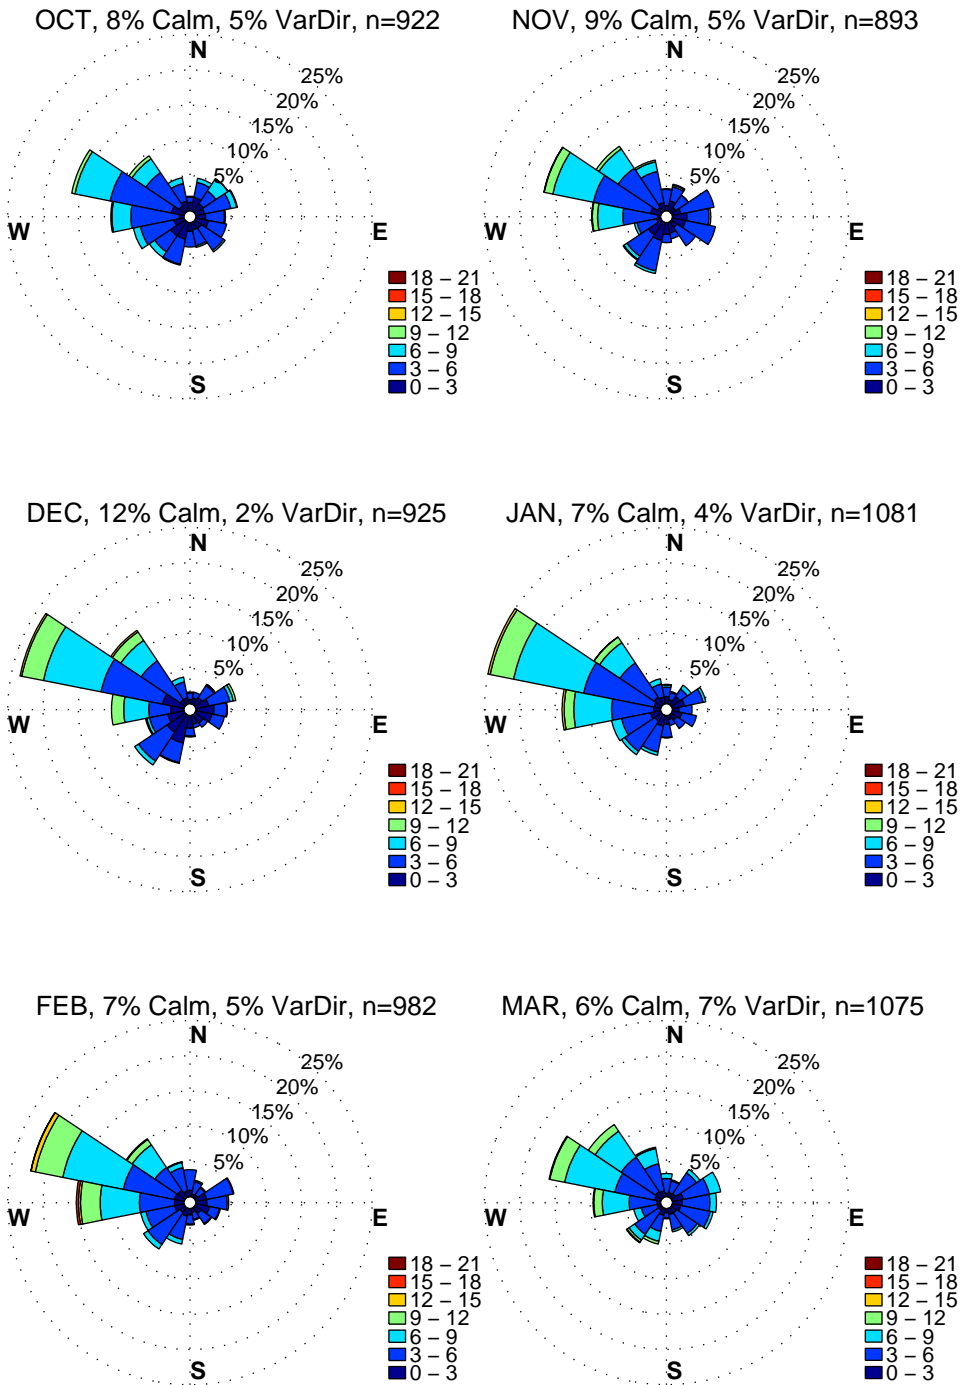 OCT, 8% Calm, 5% VarDir, n=922
N
25%
20%
15%
10%
5%
W
E
S
18 – 21
15 – 18
12 – 15
9 – 12
6 – 9
3 – 6
0 – 3
NOV, 9% Calm, 5% VarDir, n=893
N
25%
20%
15%
10%
5%
W
E
S
18 – 21
15 – 18
12 – 15
9 – 12
6 – 9
3 – 6
0 – 3
DEC, 12% Calm, 2% VarDir, n=925
N
25%
20%
15%
10%
5%
W
E
S
18 – 21
15 – 18
12 – 15
9 – 12
6 – 9
3 – 6
0 – 3
JAN, 7% Calm, 4% VarDir, n=1081
N
25%
20%
15%
10%
5%
W
E
S
18 – 21
15 – 18
12 – 15
9 – 12
6 – 9
3 – 6
0 – 3
FEB, 7% Calm, 5% VarDir, n=982
N
25%
20%
15%
10%
5%
W
E
S
18 – 21
15 – 18
12 – 15
9 – 12
6 – 9
3 – 6
0 – 3
MAR, 6% Calm, 7% VarDir, n=1075
N
25%
20%
15%
10%
5%
W
E
S
18 – 21
15 – 18
12 – 15
9 – 12
6 – 9
3 – 6
0 – 3